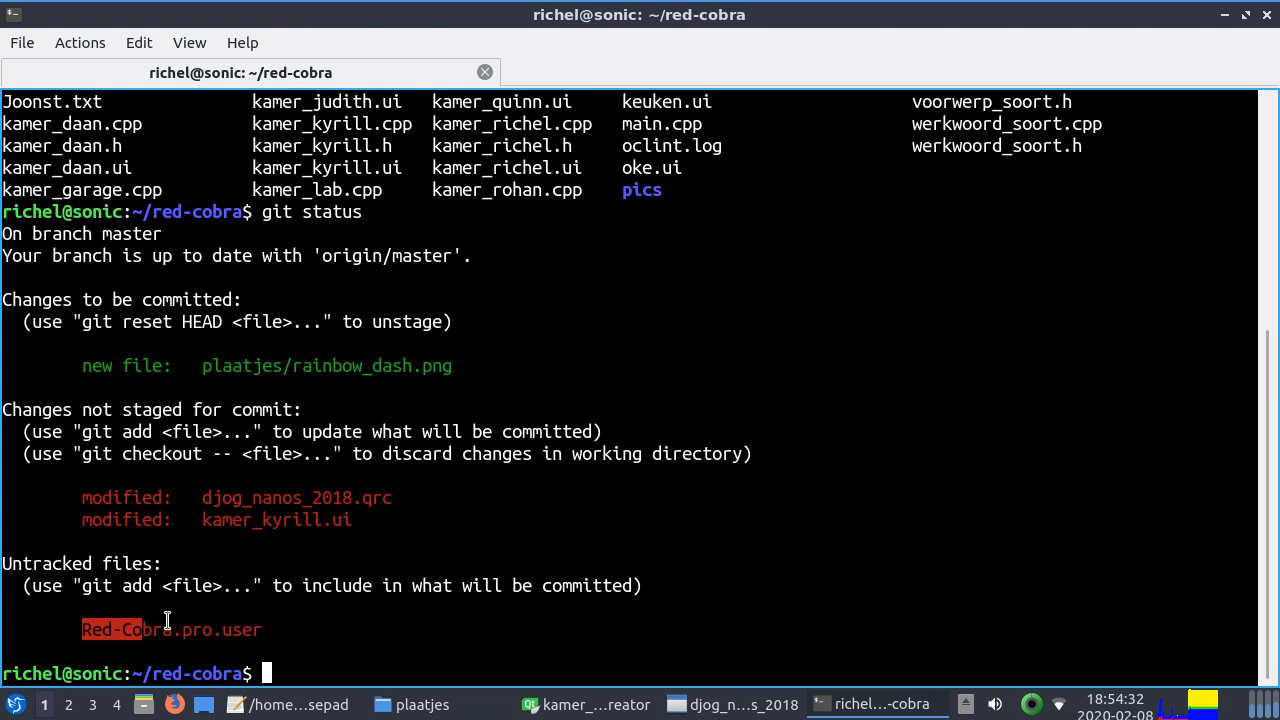 richel@sonic: ~/red-cobra
File Actions Edit View Help
richel@sonic: ~/red-cobra
Joonst.txt kamer_judith.ui kamer_quinn.ui keuken.ui voorwerp_soort.h
kamer_daan.cpp kamer_kyrill.cpp kamer_richel.cpp main.cpp werkwoord_soort.cpp
kamer_daan.h kamer_kyrill.h kamer_richel.h oclint.log werkwoord_soort.h
kamer_daan.ui kamer_kyrill.ui kamer_richel.ui oke.ui
kamer_garage.cpp kamer_lab.cpp kamer_rohan.cpp pics
richel@sonic:~/red-cobra$ git status
On branch master
Your branch is up to date with 'origin/master'.
Changes to be committed:
(use "git reset HEAD <file>..." to unstage)
new file: plaatjes/rainbow_dash.png
Changes not staged for commit:
(use "git add <file>..." to update what will be committed)
(use "git checkout -- <file>..." to discard changes in working directory)
modified: djog_nanos_2018.qrc
modified: kamer_kyrill.ui
Untracked files:
(use "git add <file>..." to include in what will be committed)
Red-Cobra.pro.user
richel@sonic:~/red-cobra$
1 2 3 4 /home...sepad plaatjes kamer_...reator djog_n...s_2018 richel...-cobra 18:54:32
2020-02-08